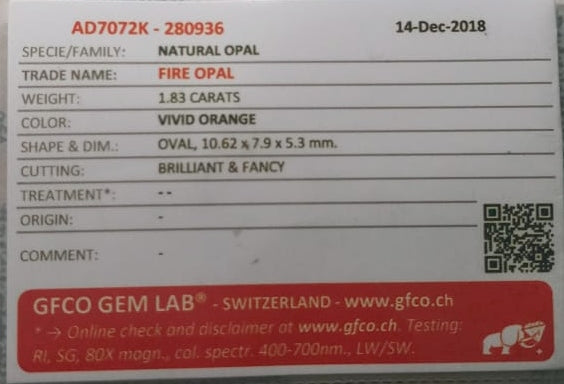 AD7072K - 280936 14-Dec-2018
SPECIE/FAMILY: NATURAL OPAL
TRADE NAME: FIRE OPAL
WEIGHT: 1.83 CARATS
COLOR: VIVID ORANGE
SHAPE & DIM.: OVAL, 10.62 x 7.9 x 5.3 mm.
CUTTING: BRILLIANT & FANCY
TREATMENT*: --
ORIGIN: -
COMMENT: -
GFCO GEM LAB® - SWITZERLAND - www.gfco.ch
* → Online check and disclaimer at www.gfco.ch. Testing:
RI, SG, 80X magn., col. spectr. 400-700nm., LW/SW.